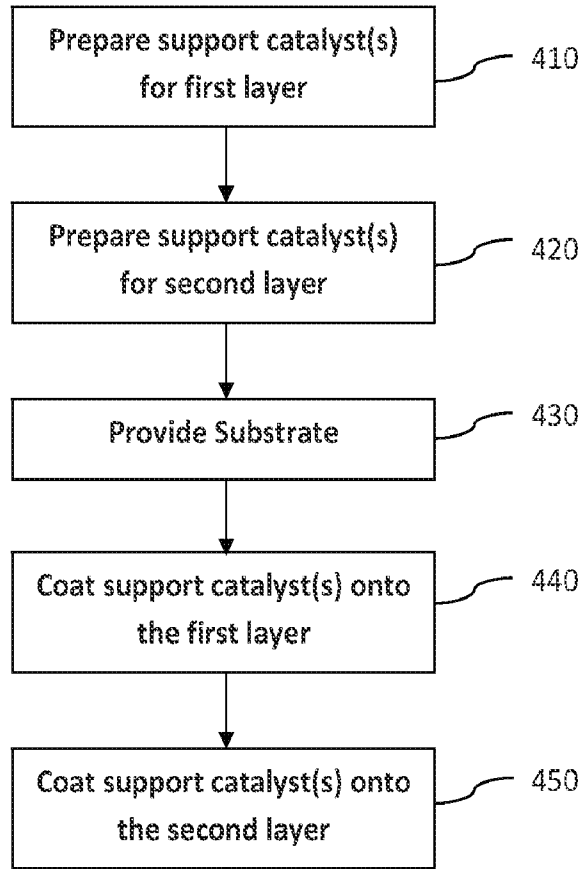 Prepare support catalyst(s)
for first layer
410
Prepare support catalyst(s)
for second layer
420
Provide Substrate
430
Coat support catalyst(s) onto
the first layer
440
Coat support catalyst(s) onto
the second layer
450